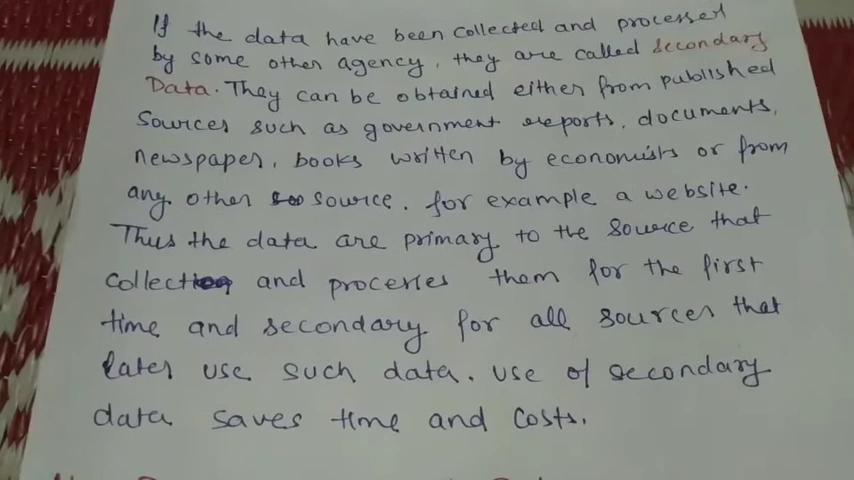 If the data have been collected and processed
by some other agency, they are called secondary
Data. They can be obtained either from published
Sources such as government reports, documents,
newspaper, books written by economists or from
any other source. for example a website.
Thus the data are primary to the source that
collect and processes them for the first
time and secondary for all sources that
later use such data. use of secondary
data saves time and costs.